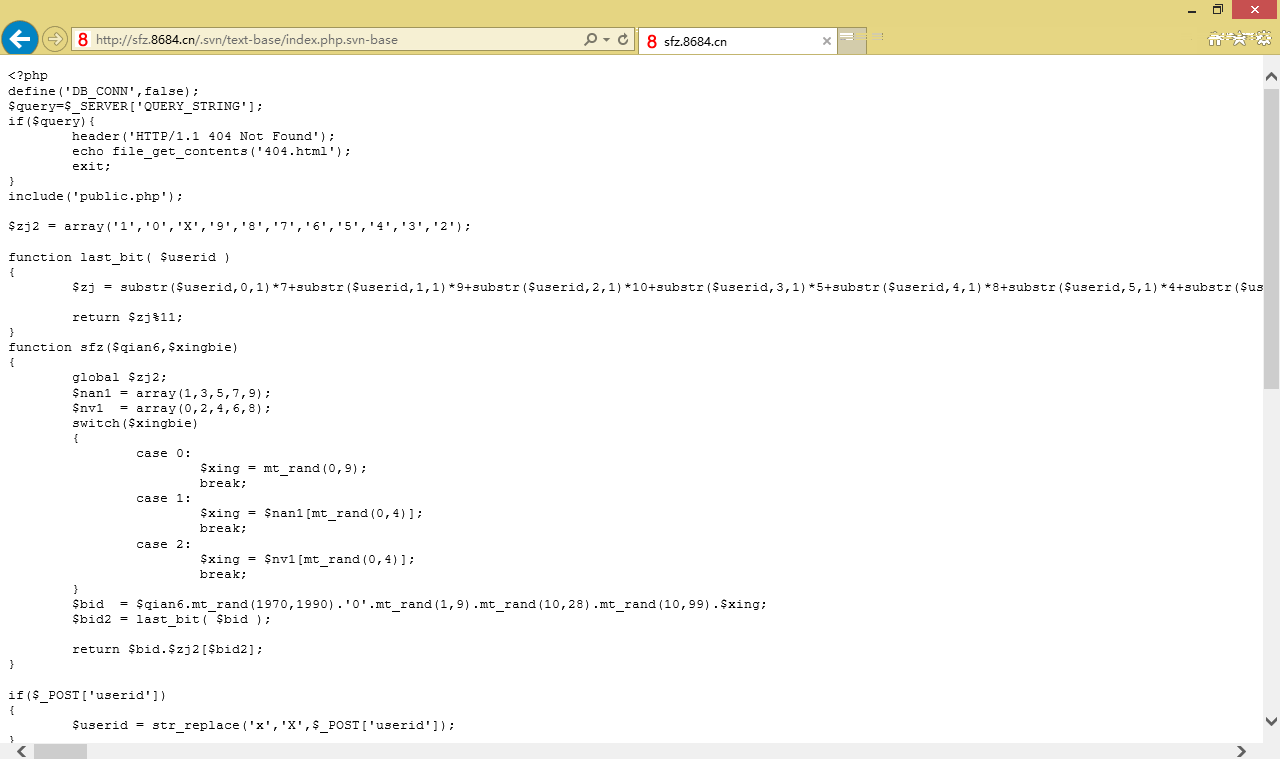 8 http://sfz.8684.cn/.svn/text-base/index.php.svn-base
8 sfz.8684.cn
<?php
define('DB_CONN',false);
$query=$_SERVER['QUERY_STRING'];
if($query){
        header('HTTP/1.1 404 Not Found');
        echo file_get_contents('404.html');
        exit;
}
include('public.php');

$zj2 = array('1','0','X','9','8','7','6','5','4','3','2');

function last_bit( $userid )
{
        $zj = substr($userid,0,1)*7+substr($userid,1,1)*9+substr($userid,2,1)*10+substr($userid,3,1)*5+substr($userid,4,1)*8+substr($userid,5,1)*4+substr($us

        return $zj%11;
}
function sfz($qian6,$xingbie)
{
        global $zj2;
        $nan1 = array(1,3,5,7,9);
        $nv1  = array(0,2,4,6,8);
        switch($xingbie)
        {
                case 0:
                        $xing = mt_rand(0,9);
                        break;
                case 1:
                        $xing = $nan1[mt_rand(0,4)];
                        break;
                case 2:
                        $xing = $nv1[mt_rand(0,4)];
                        break;
        }
        $bid  = $qian6.mt_rand(1970,1990).'0'.mt_rand(1,9).mt_rand(10,28).mt_rand(10,99).$xing;
        $bid2 = last_bit( $bid );

        return $bid.$zj2[$bid2];
}

if($_POST['userid'])
{
        $userid = str_replace('x','X',$_POST['userid']);
}